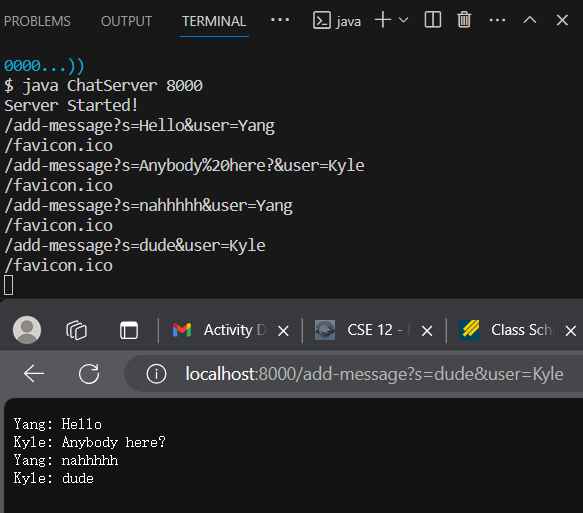 PROBLEMS OUTPUT TERMINAL ... java
0000...))
$ java ChatServer 8000
Server Started!
/add-message?s=Hello&user=Yang
/favicon.ico
/add-message?s=Anybody%20here?&user=Kyle
/favicon.ico
/add-message?s=nahhhhh&user=Yang
/favicon.ico
/add-message?s=dude&user=Kyle
/favicon.ico
Activity D CSE 12 - Class Sch
localhost:8000/add-message?s=dude&user=Kyle
Yang: Hello
Kyle: Anybody here?
Yang: nahhhhh
Kyle: dude